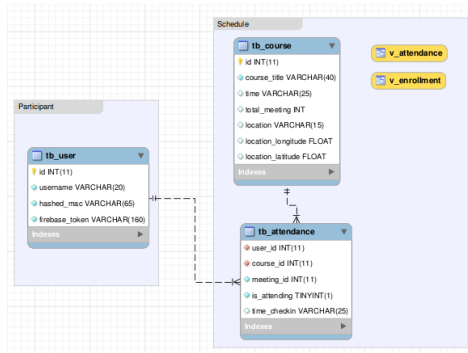 Schedule
tb_course
id INT(11)
course_title VARCHAR(40)
time VARCHAR(25)
total_meeting INT
location VARCHAR(15)
location_longitude FLOAT
location_latitude FLOAT
Indexes
v_attendance
v_enrollment
Participant
tb_user
id INT(11)
username VARCHAR(20)
hashed_mac VARCHAR(65)
firebase_token VARCHAR(160)
Indexes
tb_attendance
user_id INT(11)
course_id INT(11)
meeting_id INT(11)
is_attending TINYINT(1)
time_checkin VARCHAR(25)
Indexes